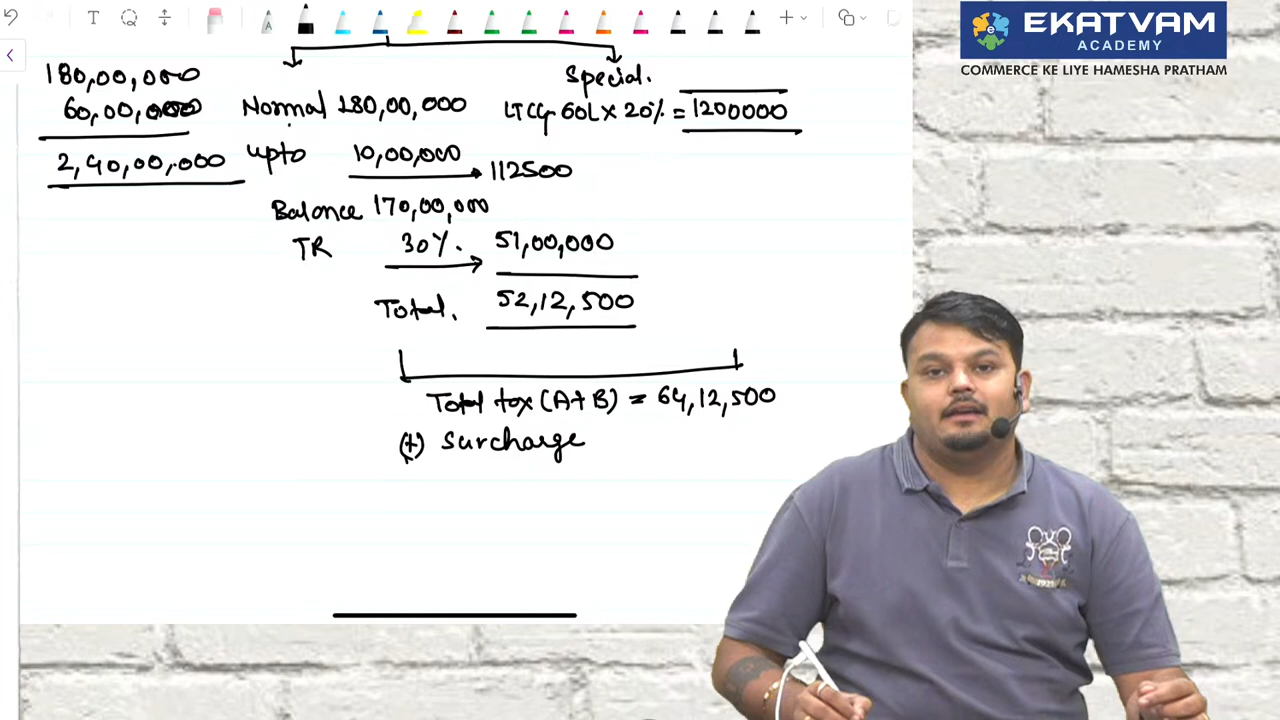 EKATVAM
ACADEMY
COMMERCE KE LIYE HAMESHA PRATHAM
180,00,000
60,00,000
2,40,00,000
Normal 180,00,000
upto 10,00,000 112500
Balance 170,00,000
TR 30% . 51,00,000
Total. 52,12,500
Special.
LTCG 60L × 20% = 1200000
Total tax (A+B) = 64,12,500
(+) Surcharge